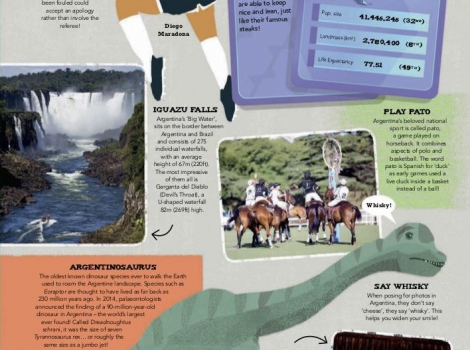 been fouled could
accept an apology
rather than involve the
referee!
Diego
Maradona
are able to keep
nice and lean, just
like their famous
steaks!
Pop. size 41,446,246 (32ND)
Landmass (km²) 2,780,400 (8TH)
Life Expectancy 77.51 (49TH)
IGUAZU FALLS
Argentina's 'Big Water',
sits on the border between
Argentina and Brazil
and consists of 275
individual waterfalls,
with an average
height of 67m (220ft).
The most impressive
of them all is
Garganta del Diablo
(Devil's Throat), a
U-shaped waterfall
82m (269ft) high.
PLAY PATO
Argentina's beloved national
sport is called pato,
a game played on
horseback. It combines
aspects of polo and
basketball. The word
pato is Spanish for 'duck'
as early games used a
live duck inside a basket
instead of a ball!
Whisky!
ARGENTINOSAURUS
The oldest known dinosaur species ever to walk the Earth
used to roam the Argentine landscape. Species such as
Eoraptor are thought to have lived as far back as
230 million years ago. In 2014, palaeontologists
announced the finding of a 90-million-year-old
dinosaur in Argentina – the world's largest
ever found! Called Dreadnoughtus
schrani, it was the size of seven
Tyrannosaurus rex... or roughly the
same size as a jumbo jet!
SAY WHISKY
When posing for photos in
Argentina, they don't say
'cheese', they say 'whisky'. This
helps you widen your smile!